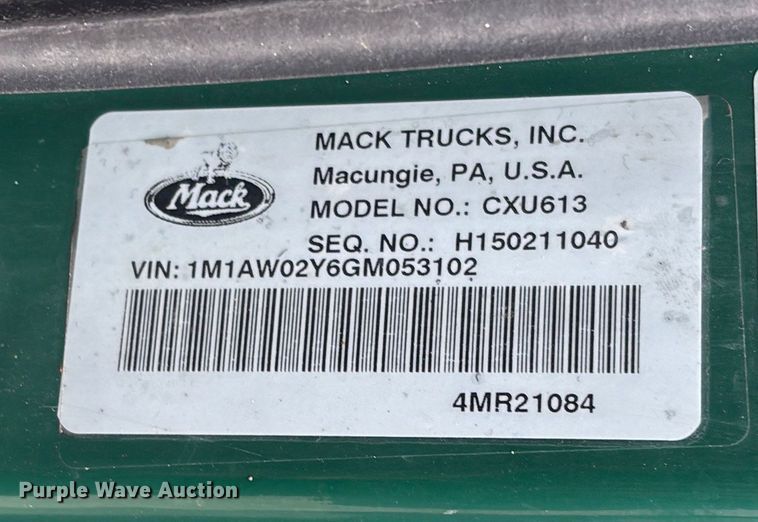 MACK TRUCKS, INC.
Macungie, PA, U.S.A.
Mack
MODEL NO.: CXU613
SEQ. NO.: H150211040
VIN: 1M1AW02Y6GM053102
4MR21084
Purple Wave Auction